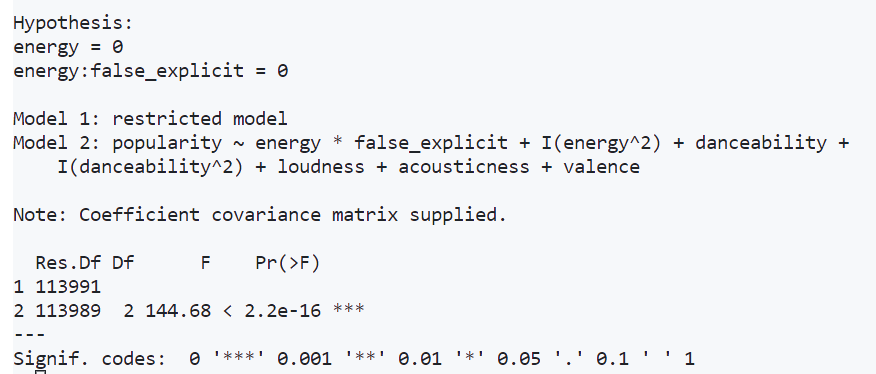 Hypothesis:
energy = 0
energy:false_explicit = 0

Model 1: restricted model
Model 2: popularity ~ energy * false_explicit + I(energy^2) + danceability +
    I(danceability^2) + loudness + acousticness + valence

Note: Coefficient covariance matrix supplied.

  Res.Df Df      F    Pr(>F)
1 113991
2 113989  2 144.68 < 2.2e-16 ***
---
Signif. codes:  0 '***' 0.001 '**' 0.01 '*' 0.05 '.' 0.1 ' ' 1